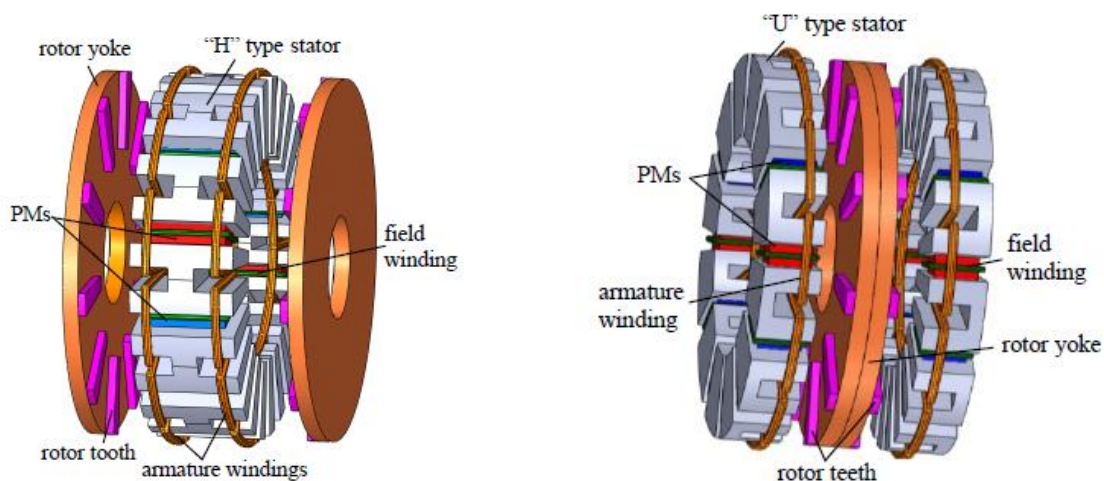 rotor yoke
“H” type stator
PMs
field
winding
rotor tooth
armature windings
“U” type stator
PMs
field
winding
armature
winding
rotor yoke
rotor teeth